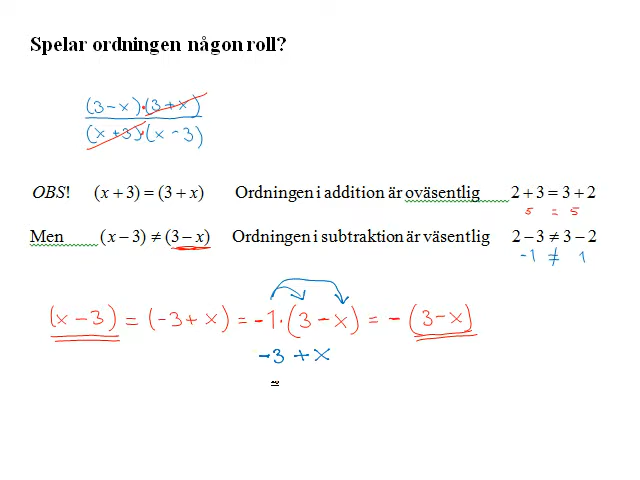 Spelar ordningen någon roll?
(3-x)·(3+x)
(x+3)·(x-3)
OBS! (x+3)=(3+x) Ordningen i addition är oväsentlig 2+3=3+2
5 = 5
Men (x-3)≠(3-x) Ordningen i subtraktion är väsentlig 2-3≠3-2
-1 ≠ 1
(x-3) = (-3+x) = -1·(3-x) = -(3-x)
-3+x